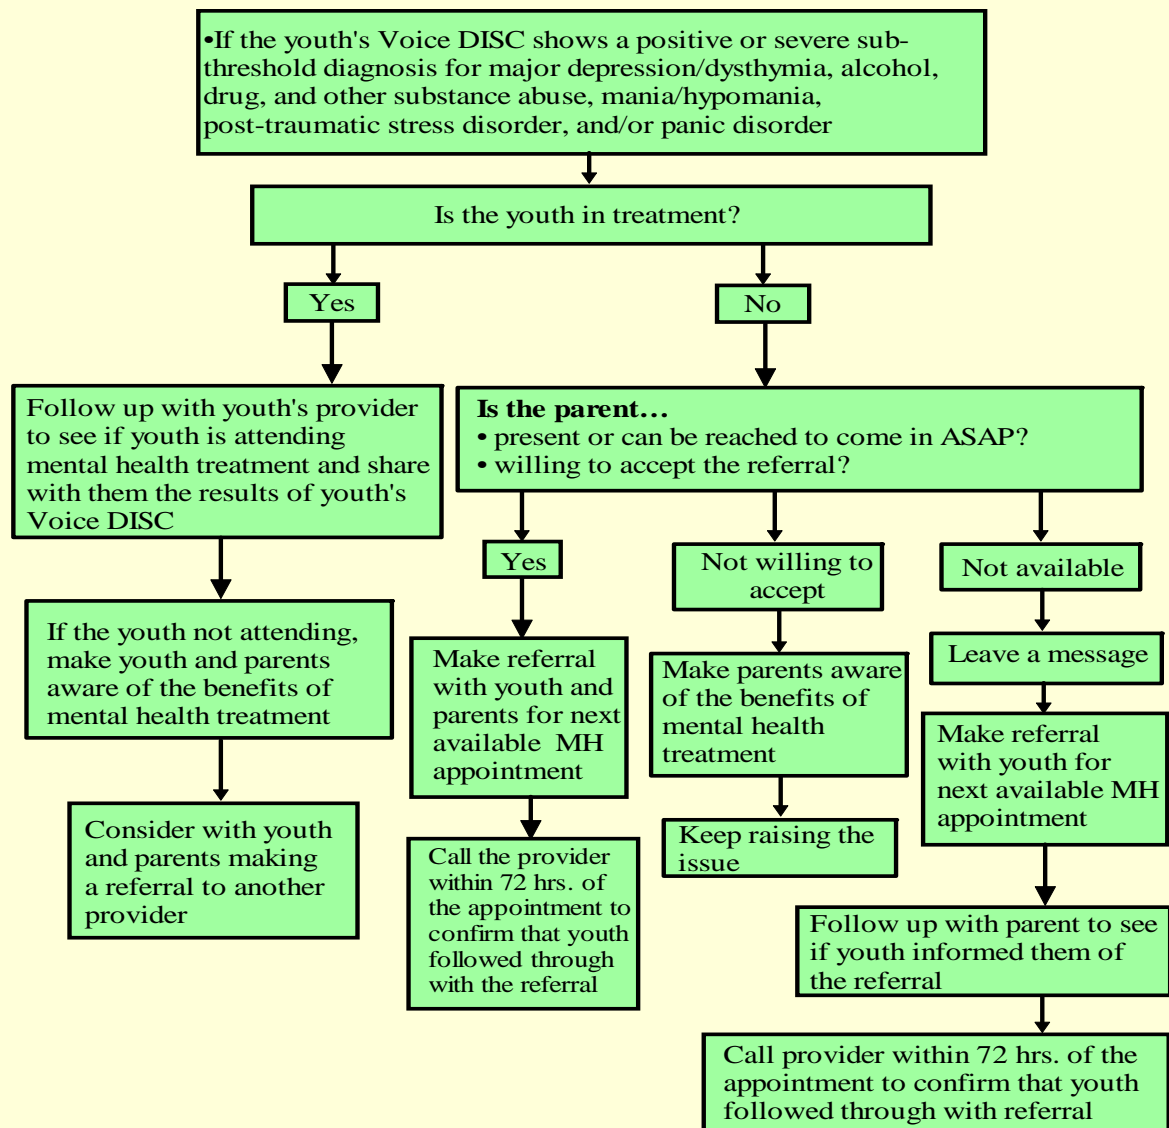 •If the youth's Voice DISC shows a positive or severe sub-
threshold diagnosis for major depression/dysthymia, alcohol,
drug, and other substance abuse, mania/hypomania,
post-traumatic stress disorder, and/or panic disorder
Is the youth in treatment?
Yes
No
Follow up with youth's provider
to see if youth is attending
mental health treatment and share
with them the results of youth's
Voice DISC
If the youth not attending,
make youth and parents
aware of the benefits of
mental health treatment
Consider with youth
and parents making
a referral to another
provider
Is the parent…
• present or can be reached to come in ASAP?
• willing to accept the referral?
Yes
Make referral
with youth and
parents for next
available MH
appointment
Call the provider
within 72 hrs. of
the appointment to
confirm that youth
followed through
with the referral
Not willing to
accept
Make parents aware
of the benefits of
mental health
treatment
Keep raising the
issue
Not available
Leave a message
Make referral
with youth for
next available MH
appointment
Follow up with parent to see
if youth informed them of
the referral
Call provider within 72 hrs. of the
appointment to confirm that youth
followed through with referral